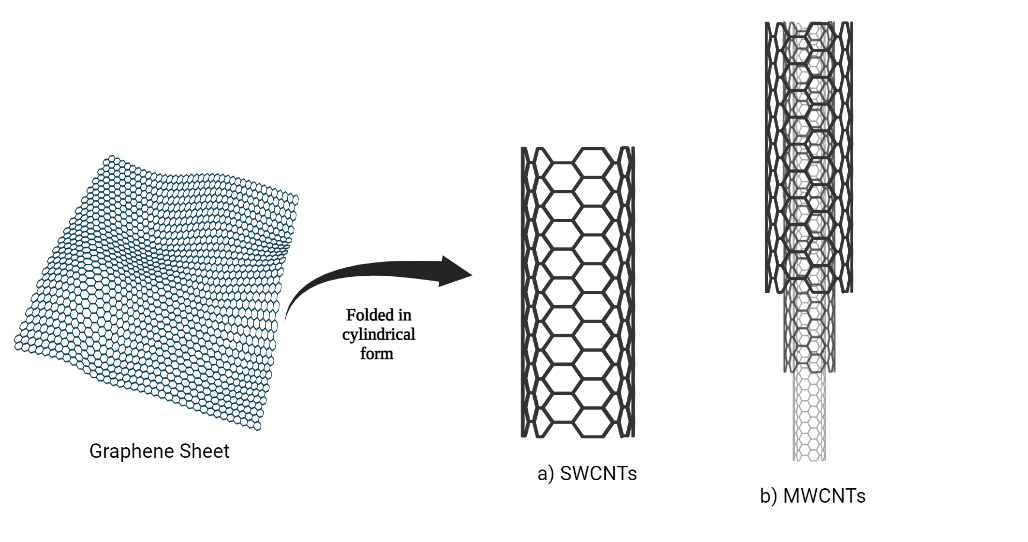 Folded in
cylindrical
form
Graphene Sheet
a) SWCNTs
b) MWCNTs